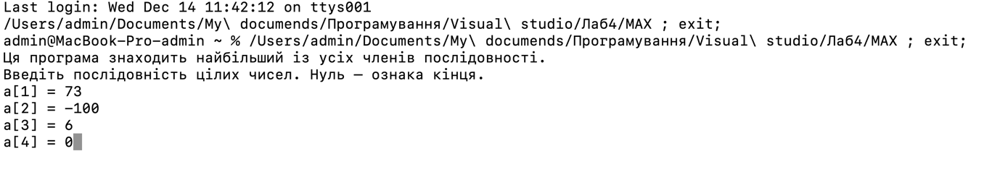 Last login: Wed Dec 14 11:42:12 on ttys001
/Users/admin/Documents/My\ documends/Програмування/Visual\ studio/Лаб4/MAX ; exit;
admin@MacBook-Pro-admin ~ % /Users/admin/Documents/My\ documends/Програмування/Visual\ studio/Лаб4/MAX ; exit;
Ця програма знаходить найбільший із усіх членів послідовності.
Введіть послідовність цілих чисел. Нуль – ознака кінця.
a[1] = 73
a[2] = -100
a[3] = 6
a[4] = 0